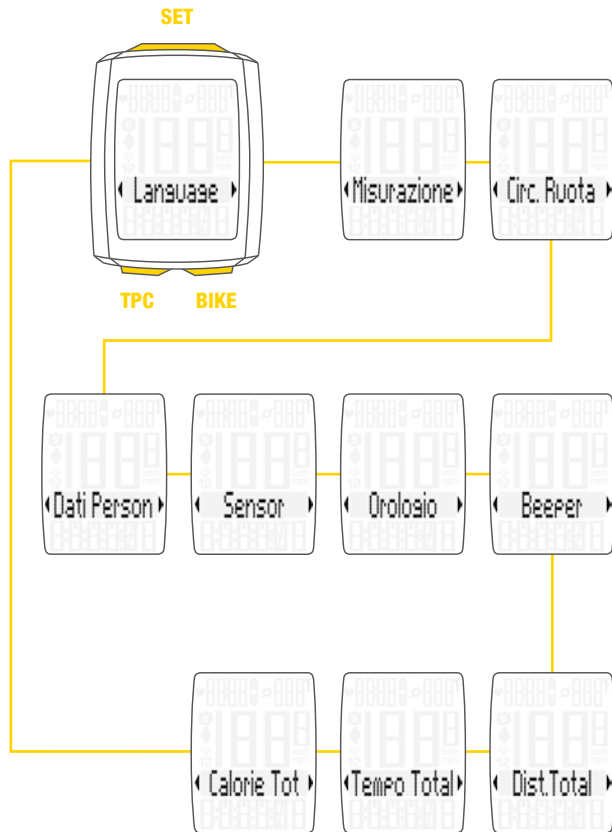 SET
Language
Misurazione
Circ. Ruota
TPC BIKE
Dati Person
Sensor
Orologio
Beeper
Calorie Tot
Tempo Total
Dist.Total